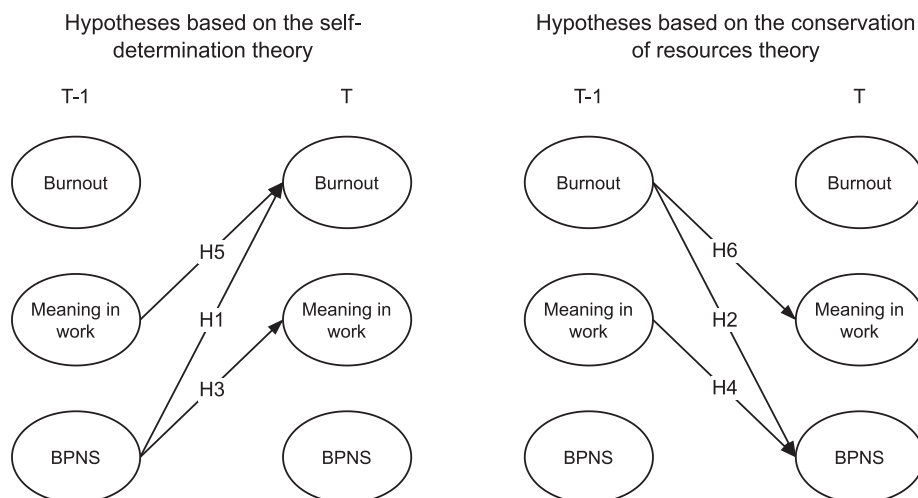 Hypotheses based on the self-
determination theory
T-1
T
Burnout
Burnout
H5
Meaning in
work
H1
Meaning in
work
H3
BPNS
BPNS
Hypotheses based on the conservation
of resources theory
T-1
T
Burnout
Burnout
H6
Meaning in
work
H2
Meaning in
work
H4
BPNS
BPNS